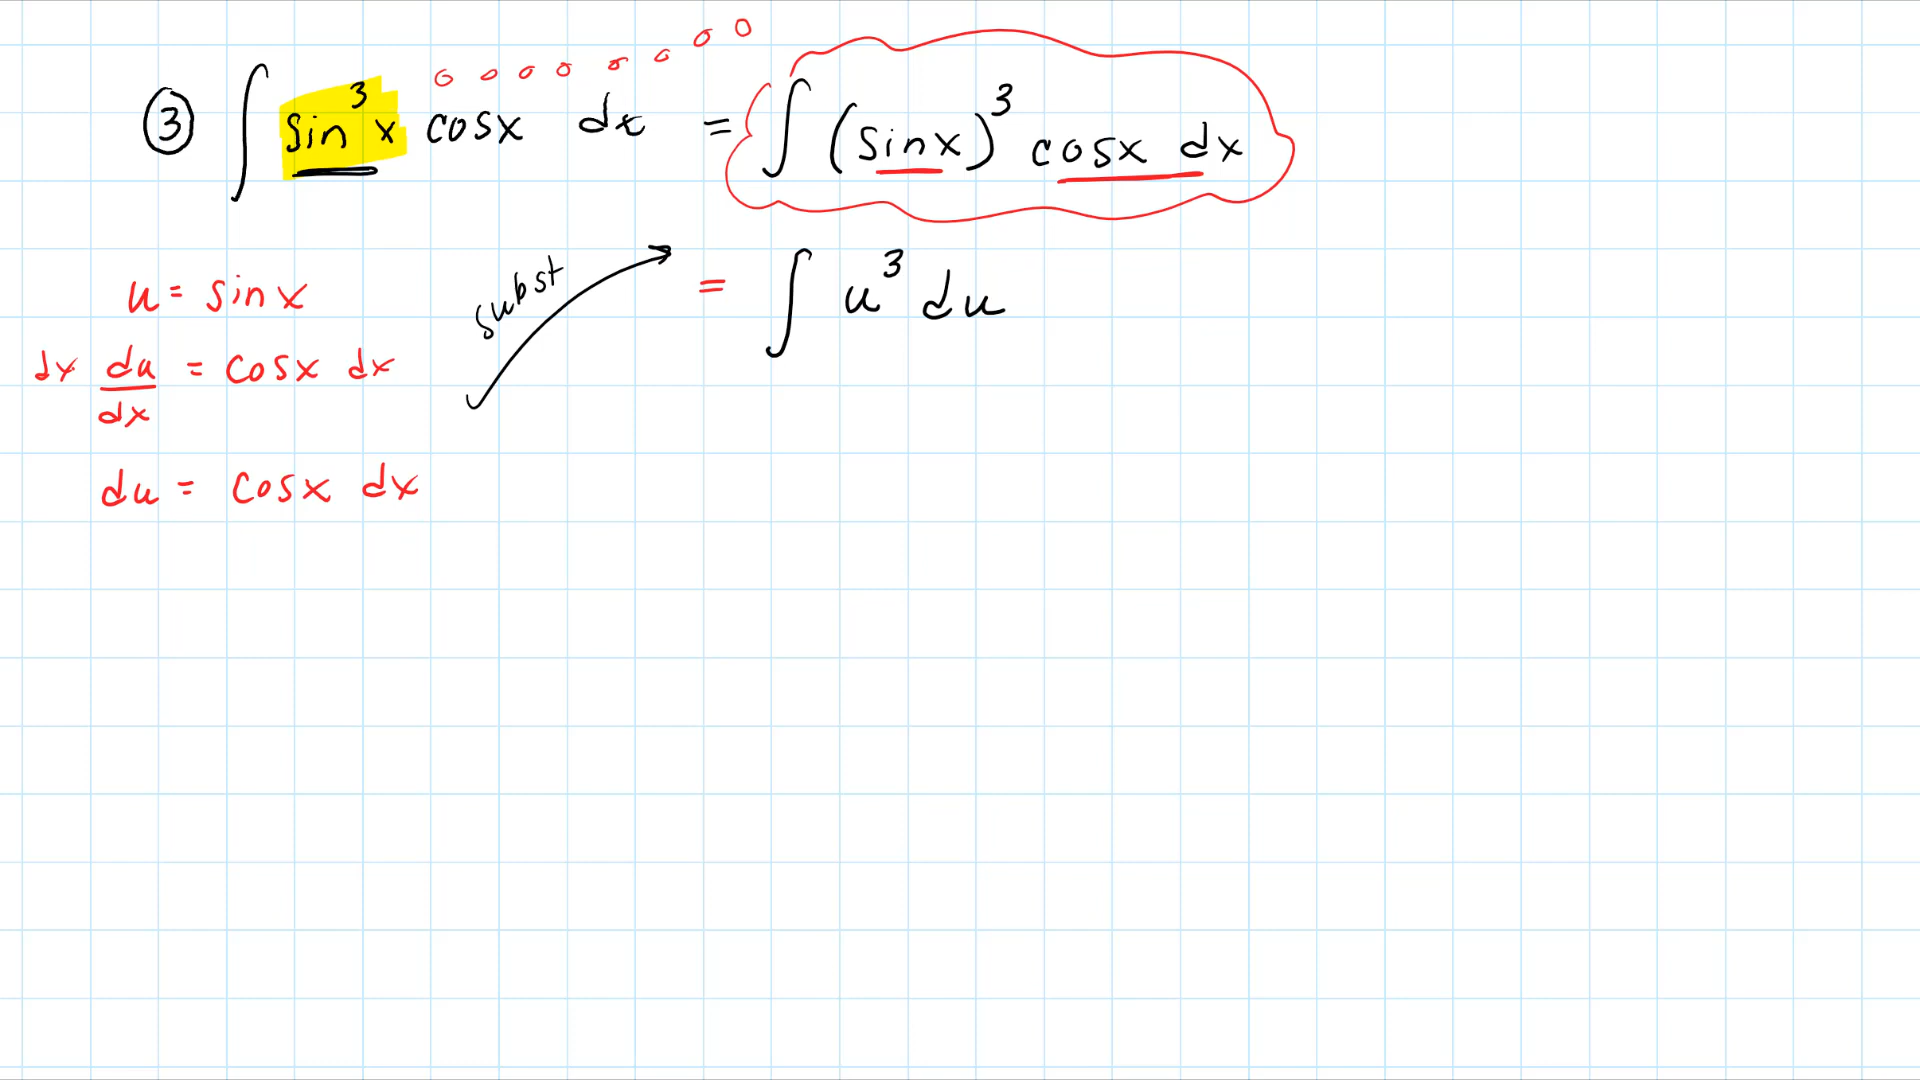 ③ ∫ sin³x cosx dx = ∫ (sinx)³ cosx dx
subst = ∫ u³ du
u = sinx
dx du/dx = cosx dx
du = cosx dx